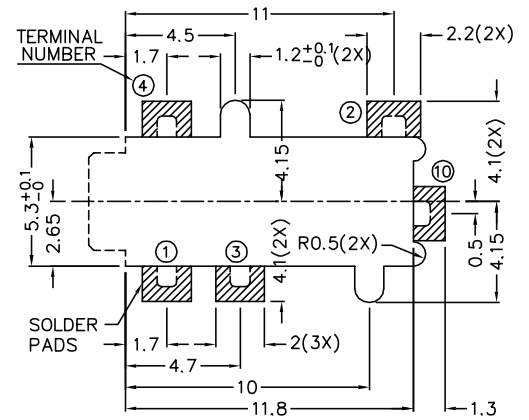 11
4.5
1.7
1.2+0.1-0(2X)
2.2(2X)
TERMINAL
NUMBER
4
2
4.15
4.1(2X)
5.3+0.1-0
2.65
10
1
3
4.1(2X)
R0.5(2X)
0.5
4.15
SOLDER
PADS
1.7
2(3X)
4.7
10
11.8
1.3